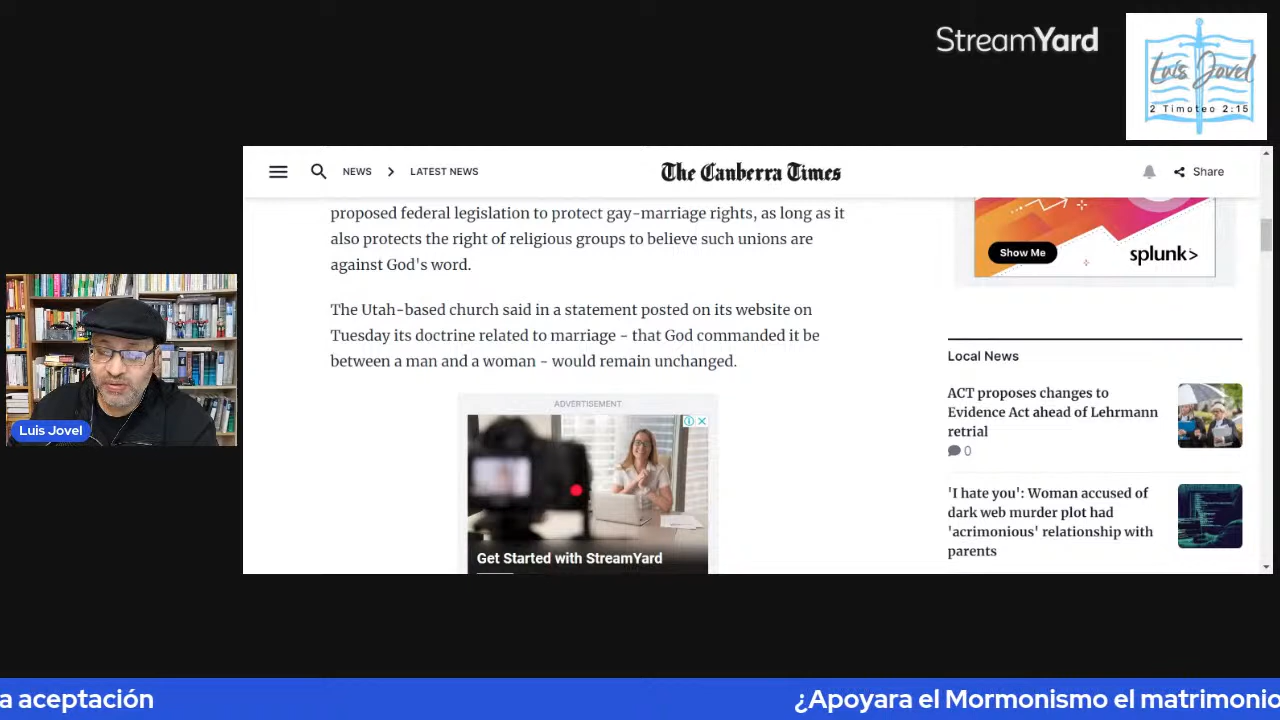 StreamYard
Luis Jovel
2 Timoteo 2:15
NEWS > LATEST NEWS
The Canberra Times
Share
proposed federal legislation to protect gay-marriage rights, as long as it
also protects the right of religious groups to believe such unions are
against God's word.
The Utah-based church said in a statement posted on its website on
Tuesday its doctrine related to marriage - that God commanded it be
between a man and a woman - would remain unchanged.
ADVERTISEMENT
Get Started with StreamYard
Show Me
splunk>
Local News
ACT proposes changes to
Evidence Act ahead of Lehrmann
retrial
0
'I hate you': Woman accused of
dark web murder plot had
'acrimonious' relationship with
parents
Luis Jovel
a aceptación
¿Apoyara el Mormonismo el matrimonio